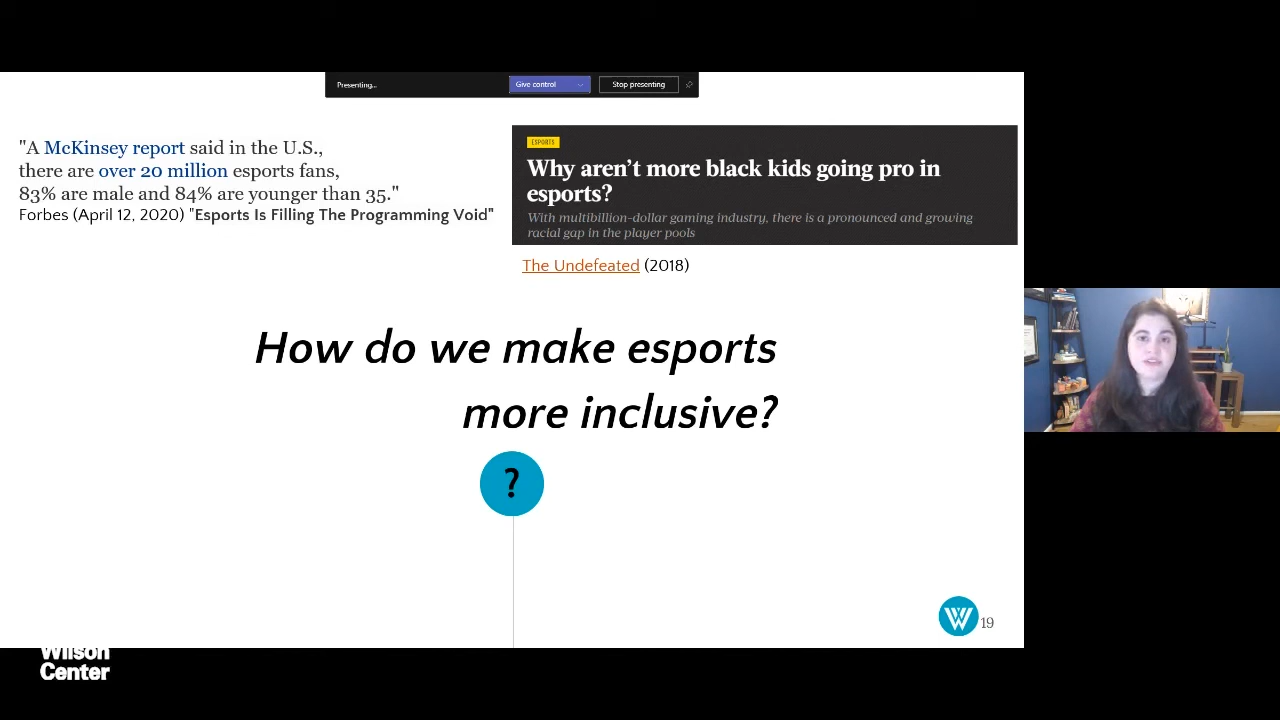 Presenting...
Give control
Stop presenting
"A McKinsey report said in the U.S.,
there are over 20 million esports fans,
83% are male and 84% are younger than 35."
Forbes (April 12, 2020) "Esports Is Filling The Programming Void"
ESPORTS
Why aren't more black kids going pro in
esports?
With multibillion-dollar gaming industry, there is a pronounced and growing
racial gap in the player pools
The Undefeated (2018)
How do we make esports
more inclusive?
?
W
19
Wilson
Center